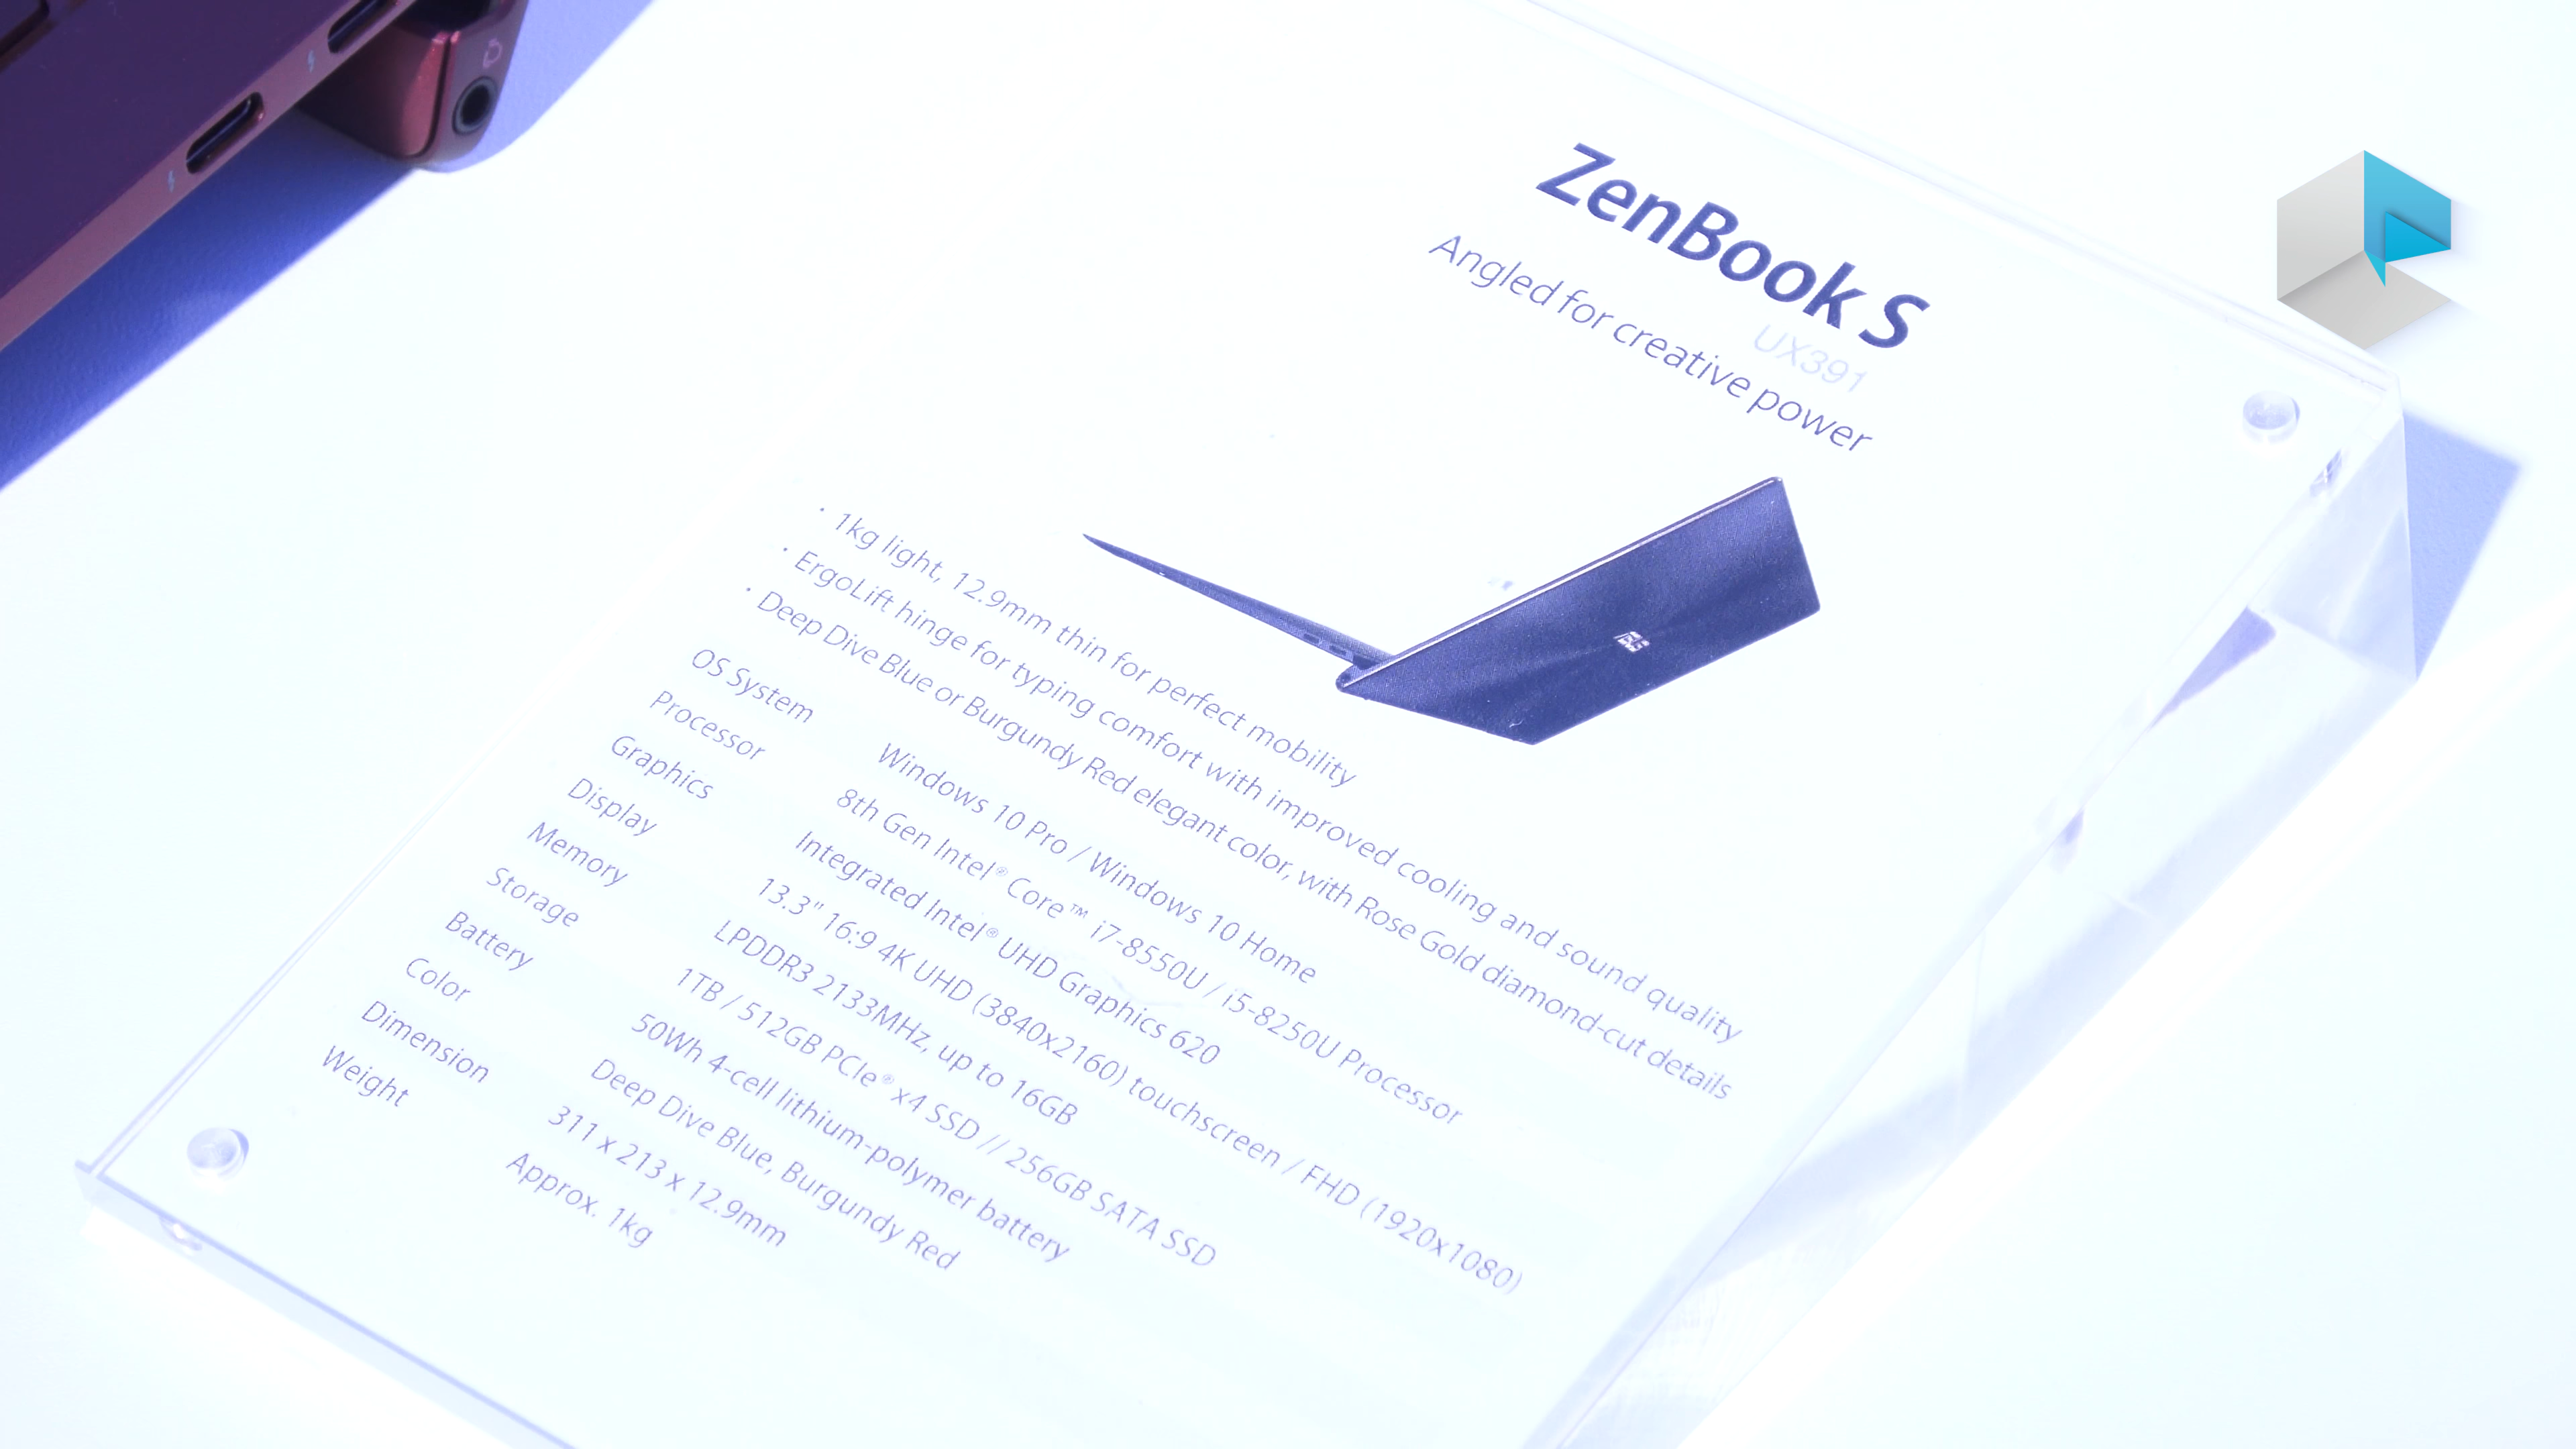 ZenBook S
UX391
Angled for creative power
· 1kg light, 12.9mm thin for perfect mobility
· ErgoLift hinge for typing comfort with improved cooling and sound quality
· Deep Dive Blue or Burgundy Red elegant color, with Rose Gold diamond-cut details
OS System Windows 10 Pro / Windows 10 Home
Processor 8th Gen Intel® Core™ i7-8550U / i5-8250U Processor
Graphics Integrated Intel® UHD Graphics 620
Display 13.3" 16:9 4K UHD (3840x2160) touchscreen / FHD (1920x1080)
Memory LPDDR3 2133MHz, up to 16GB
Storage 1TB / 512GB PCIe® x4 SSD // 256GB SATA SSD
Battery 50Wh 4-cell lithium-polymer battery
Color Deep Dive Blue, Burgundy Red
Dimension 311 x 213 x 12.9mm
Weight Approx. 1kg